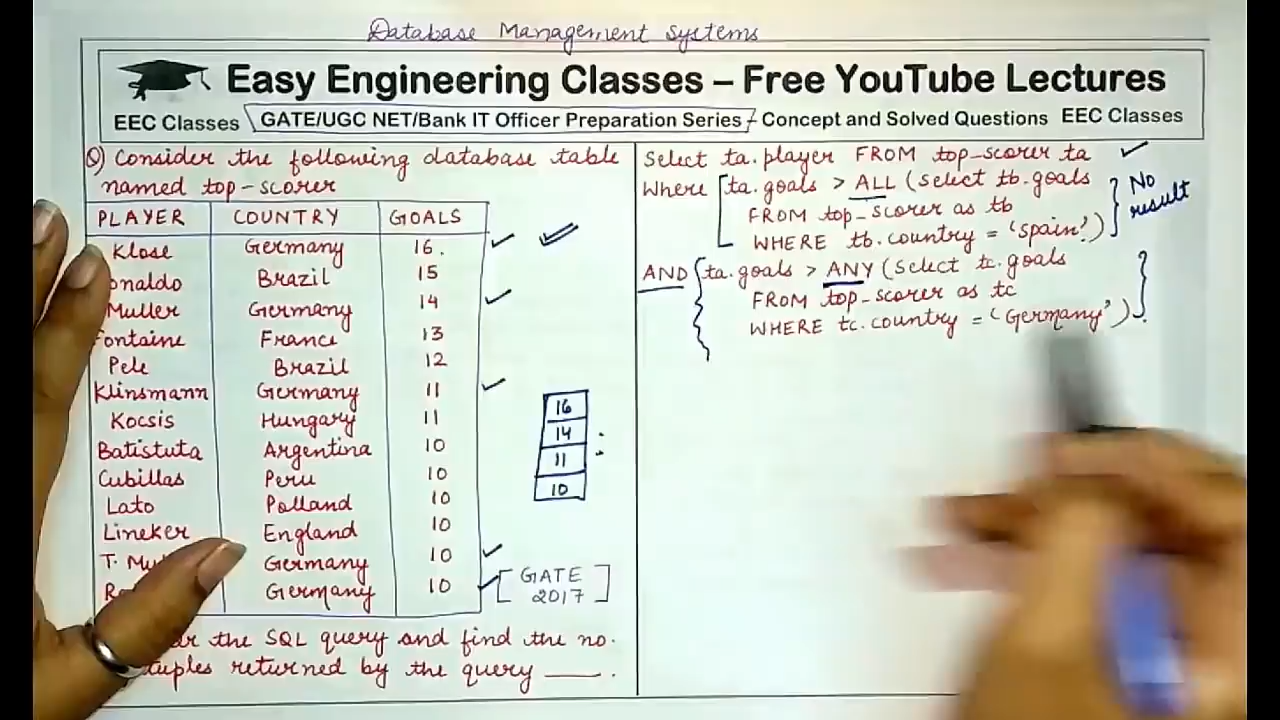 Database Management Systems
Easy Engineering Classes – Free YouTube Lectures
EEC Classes GATE/UGC NET/Bank IT Officer Preparation Series – Concept and Solved Questions EEC Classes
Q) Consider the following database table
named top-scorer
PLAYER COUNTRY GOALS
Klose Germany 16.
onaldo Brazil 15
Muller Germany 14
Fontaine France 13
Pele Brazil 12
Klinsmann Germany 11
Kocsis Hungary 11
Batistuta Argentina 10
Cubillas Peru 10
Lato Polland 10
Lineker England 10
T. Mu Germany 10
Germany 10
the SQL query and find the no.
tuples returned by the query ____.
16
14
11
10
[GATE
2017]
Select ta.player FROM top-scorer ta
Where [ta.goals > ALL (Select tb.goals
FROM top-scorer as tb
WHERE tb.country = 'spain')]
No
result
AND {ta.goals > ANY (Select tc.goals
FROM top-scorer as tc
WHERE tc.country = 'Germany')}